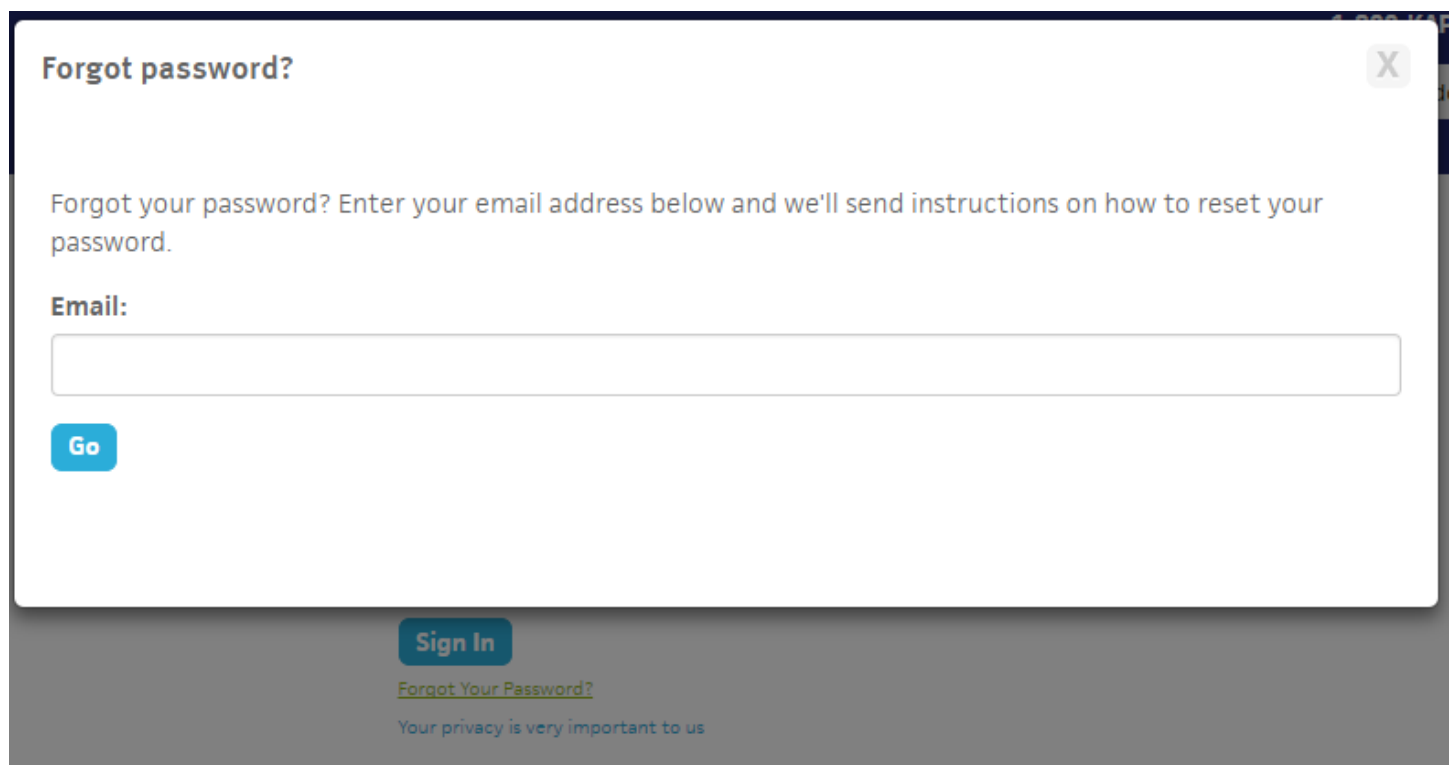 Forgot password?
X
Forgot your password? Enter your email address below and we'll send instructions on how to reset your
password.
Email:
Go
Sign In
Forgot Your Password?
Your privacy is very important to us